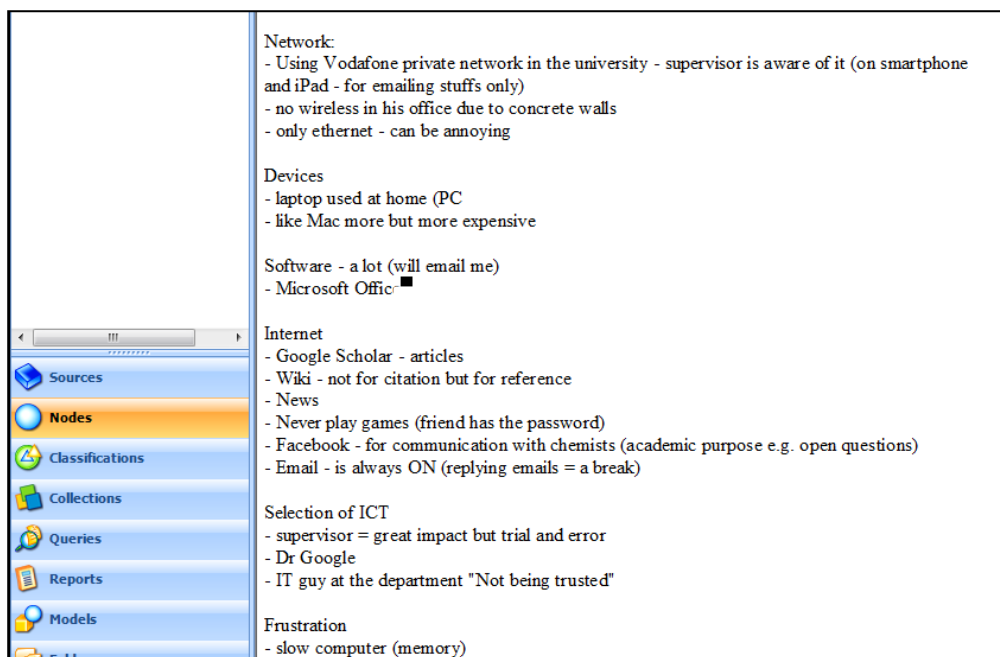 Network:
- Using Vodafone private network in the university - supervisor is aware of it (on smartphone
and iPad - for emailing stuffs only)
- no wireless in his office due to concrete walls
- only ethernet - can be annoying
Devices
- laptop used at home (PC
- like Mac more but more expensive
Software - a lot (will email me)
- Microsoft Offic
Internet
- Google Scholar - articles
- Wiki - not for citation but for reference
- News
- Never play games (friend has the password)
- Facebook - for communication with chemists (academic purpose e.g. open questions)
- Email - is always ON (replying emails = a break)
Selection of ICT
- supervisor = great impact but trial and error
- Dr Google
- IT guy at the department "Not being trusted"
Frustration
- slow computer (memory)
Sources
Nodes
Classifications
Collections
Queries
Reports
Models